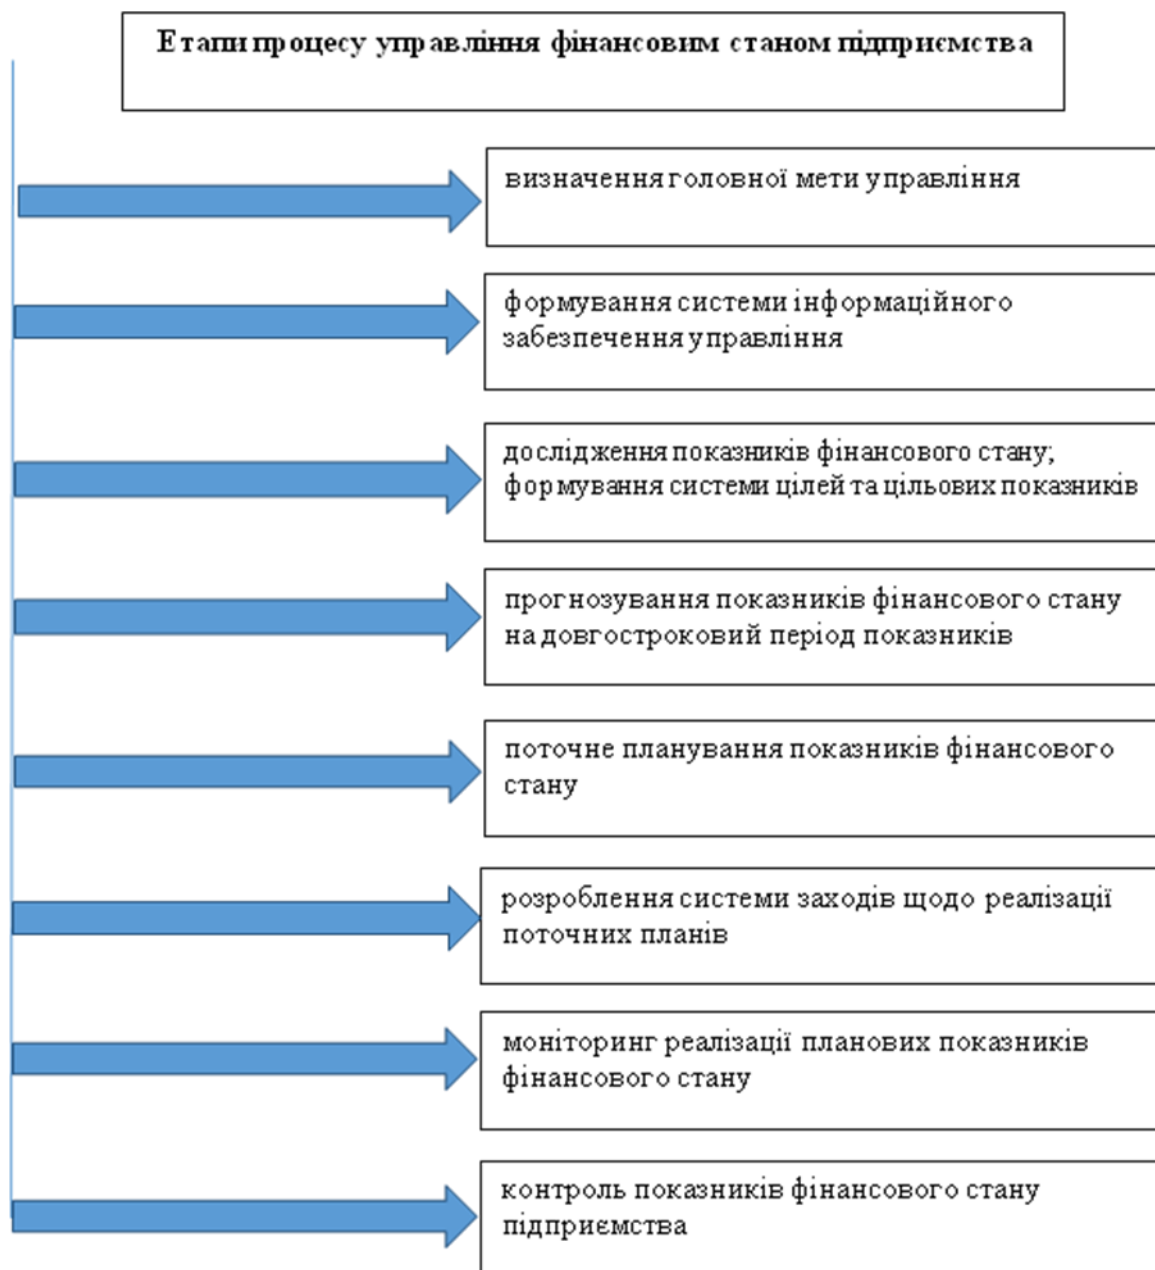 Етапи процесу управління фінансовим станом підприємства
визначення головної мети управління
формування системи інформаційного
забезпечення управління
дослідження показників фінансового стану;
формування системи цілей та цільових показників
прогнозування показників фінансового стану
на довгостроковий період показників
поточне планування показників фінансового
стану
розроблення системи заходів щодо реалізації
поточних планів
моніторинг реалізації планових показників
фінансового стану
контроль показників фінансового стану
підприємства